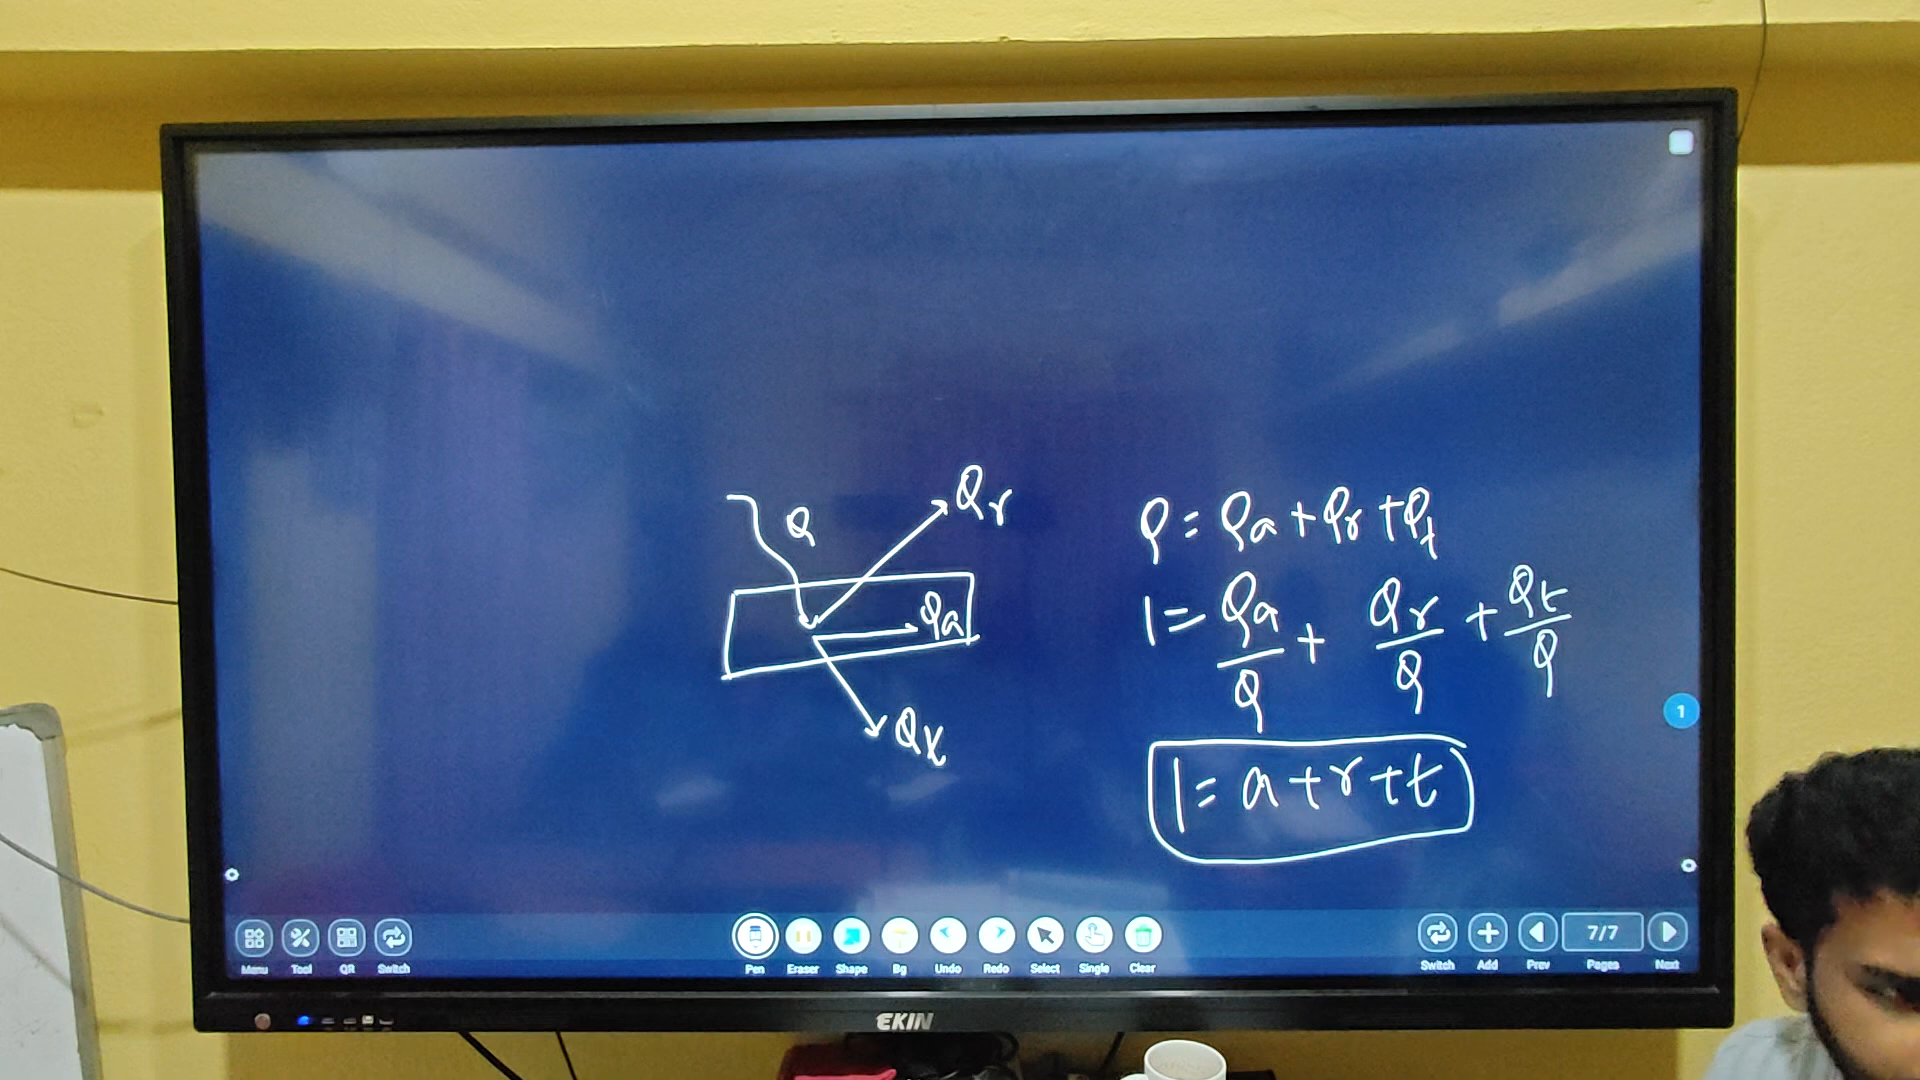 Q
Qr
Qa
Qt
Q = Qa + Qr + Qt
1 = Qa/Q + Qr/Q + Qt/Q
1 = a + r + t
1
Menu Tool QR Switch Pen Eraser Shape Bg Undo Redo Select Single Clear Switch Add Prev 7/7 Pages Next
EKIN